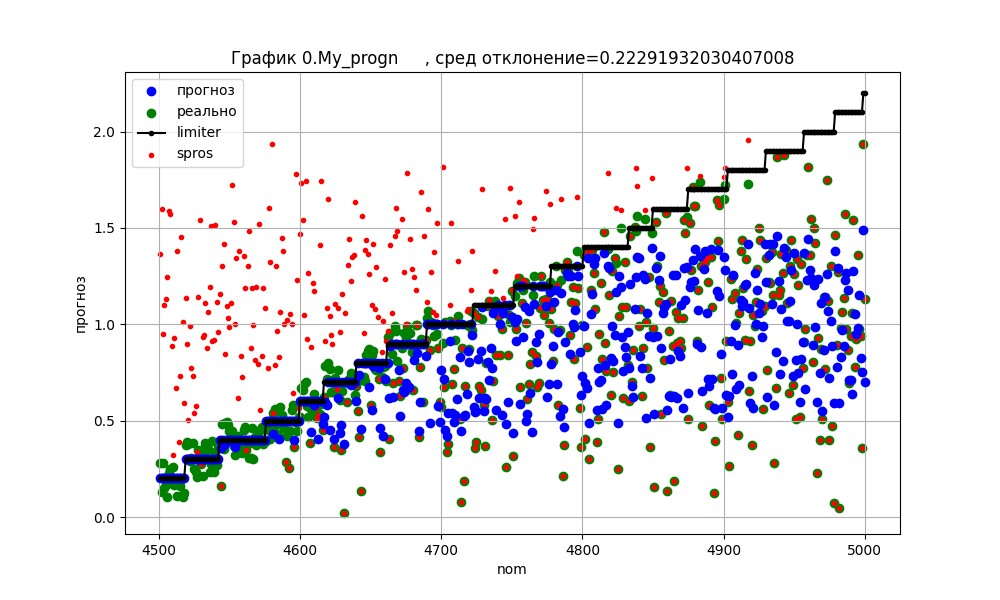 График 0.My_progn , сред отклонение=0.22291932030407008
прогноз
реально
limiter
spros
прогноз
2.0
1.5
1.0
0.5
0.0
4500 4600 4700 4800 4900 5000
nom